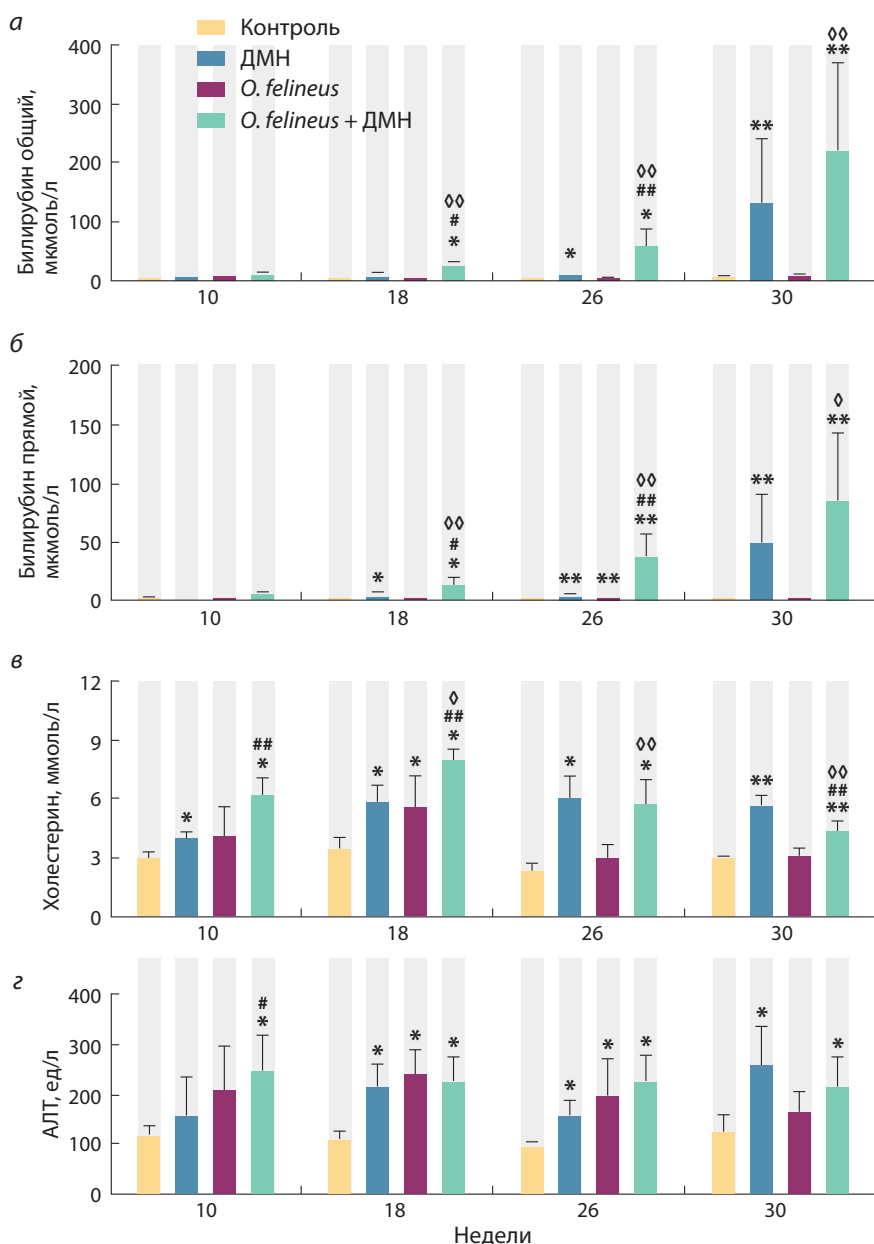 а
Контроль
ДМН
O. felineus
O. felineus + ДМН
Билирубин общий,
мкмоль/л
400
300
200
100
0
◊◊
#
*
◊◊
##
*
*
**
◊◊
**
10 18 26 30
б
Билирубин прямой,
мкмоль/л
200
150
100
50
0
*
◊◊
#
*
** **
◊◊
##
**
**
◊
**
10 18 26 30
в
Холестерин, ммоль/л
12
9
6
3
0
*
##
*
* *
◊
##
*
*
◊◊
*
**
◊◊
##
**
10 18 26 30
г
АЛТ, ед/л
400
300
200
100
0
#
*
* * *
* * *
* *
10 18 26 30
Недели